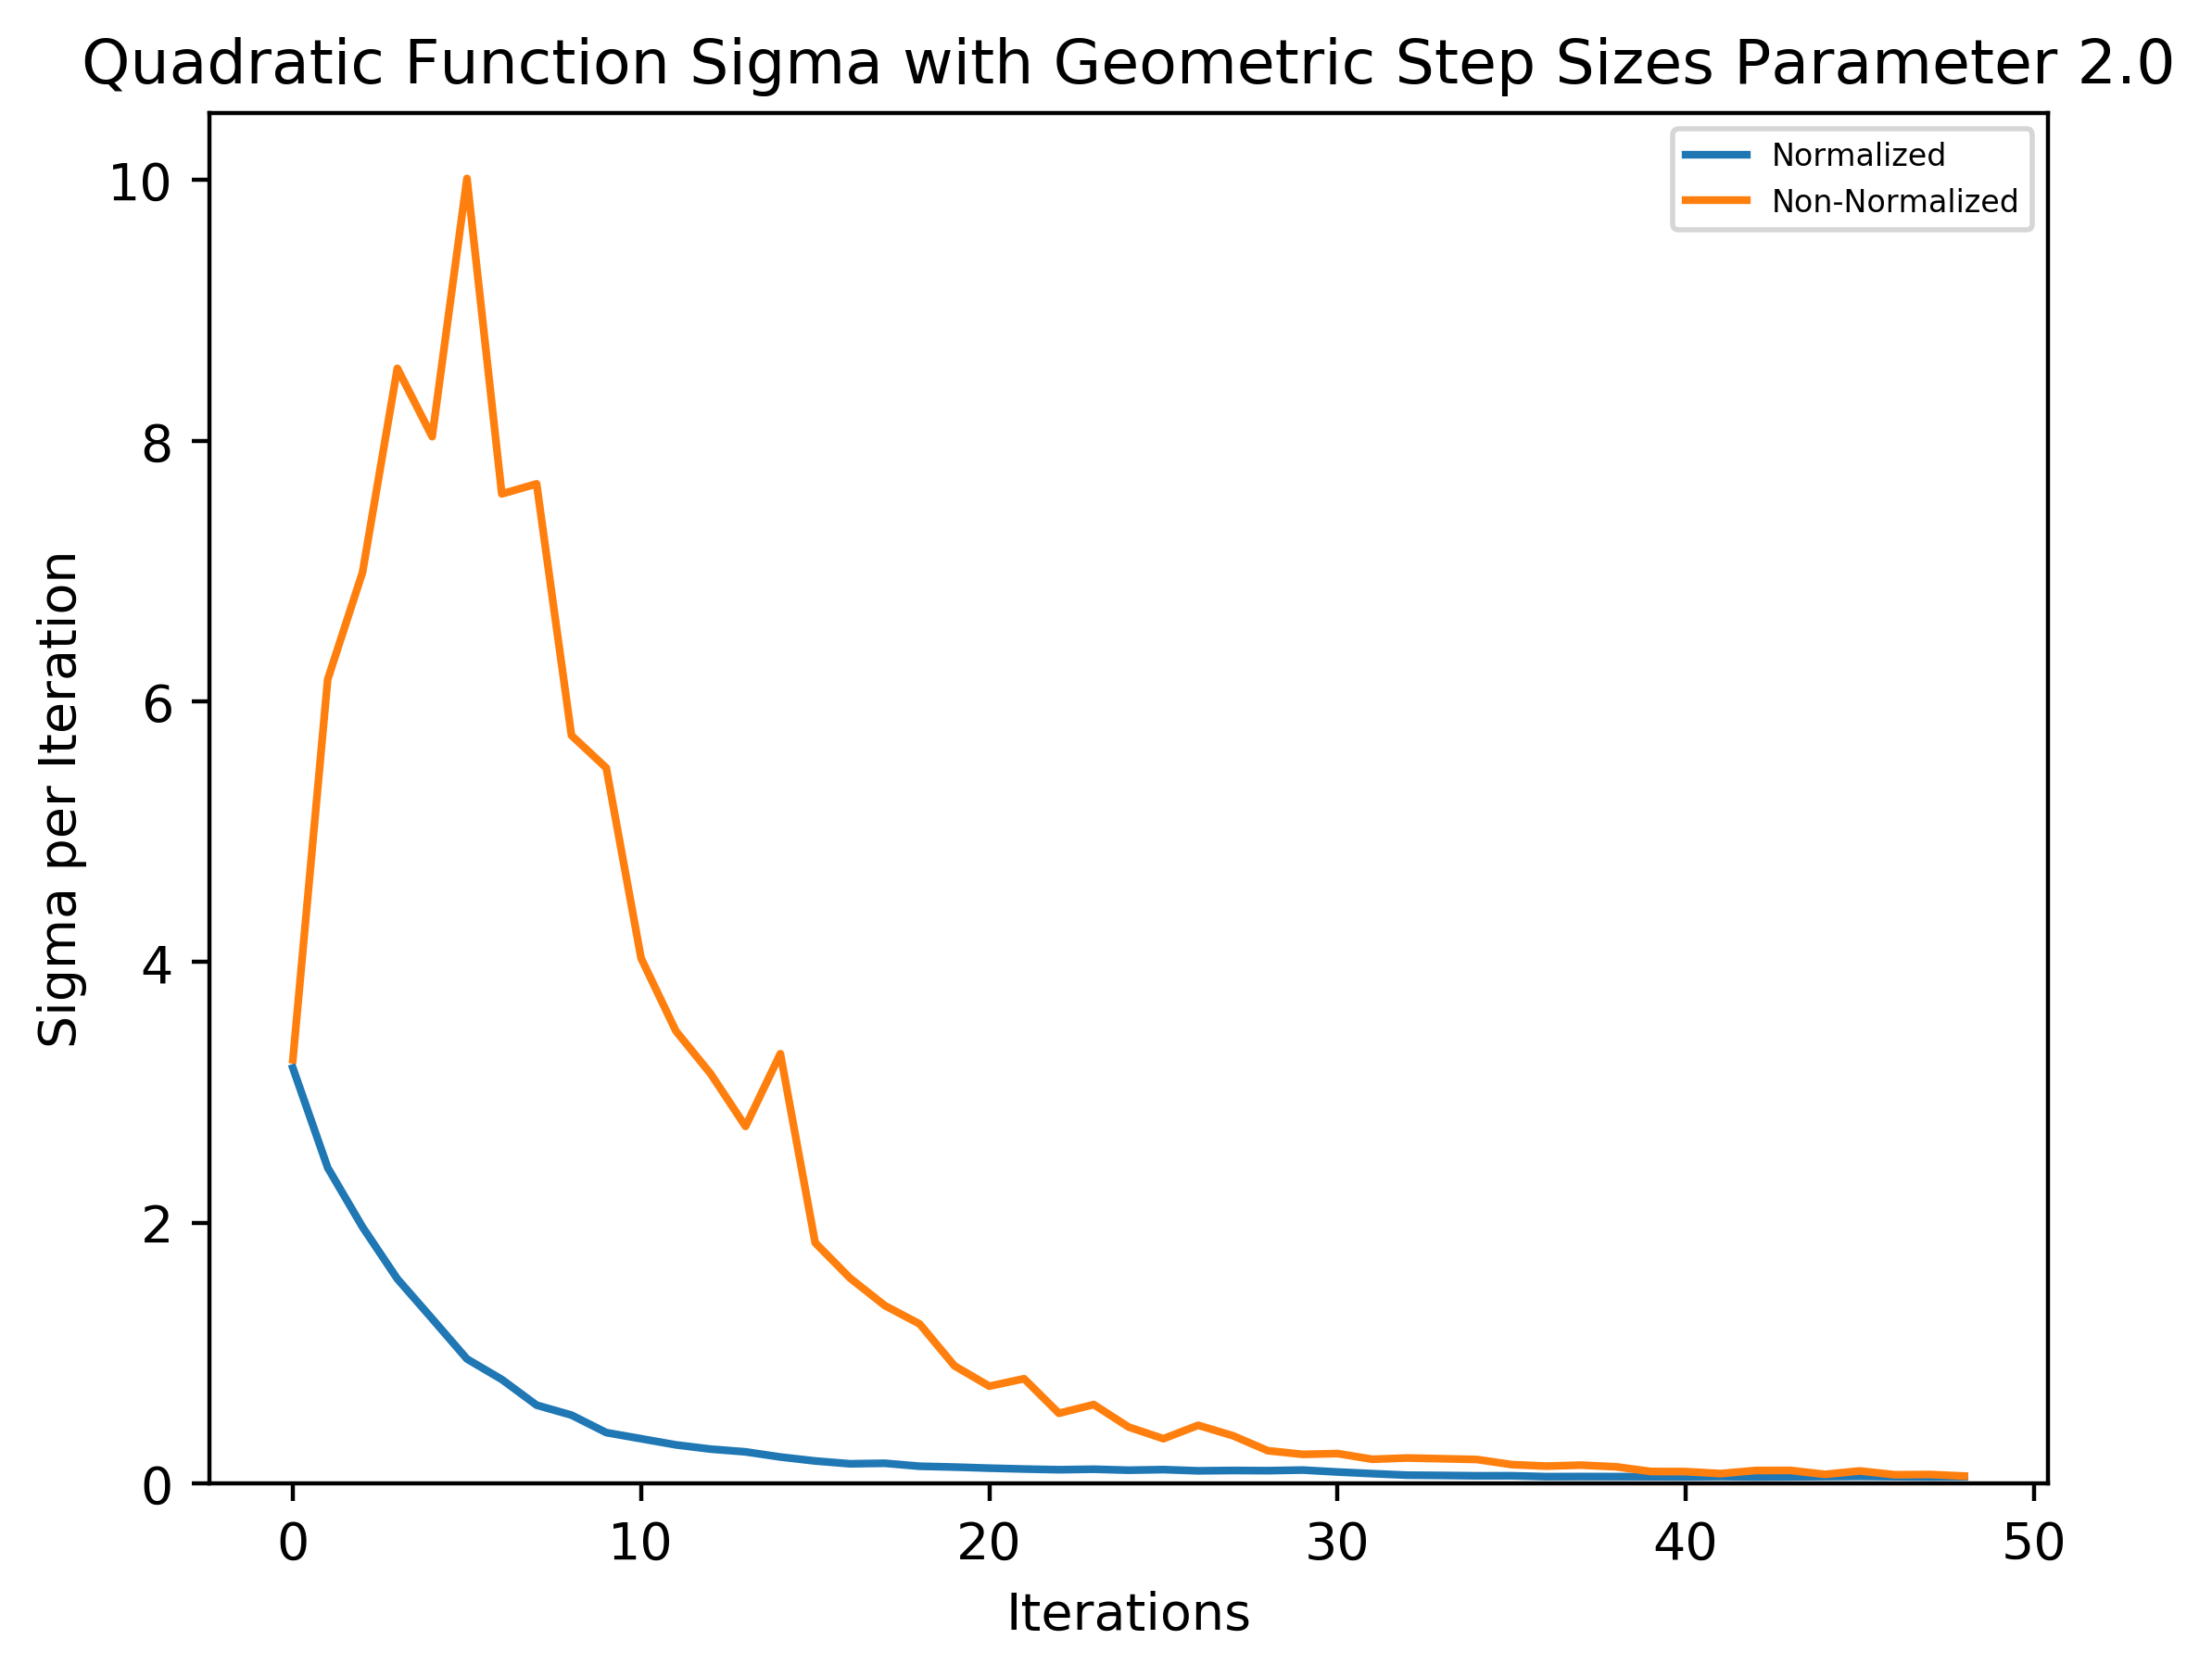 Quadratic Function Sigma with Geometric Step Sizes Parameter 2.0
Normalized
Non-Normalized
10
8
6
4
2
0
Sigma per Iteration
0 10 20 30 40 50
Iterations